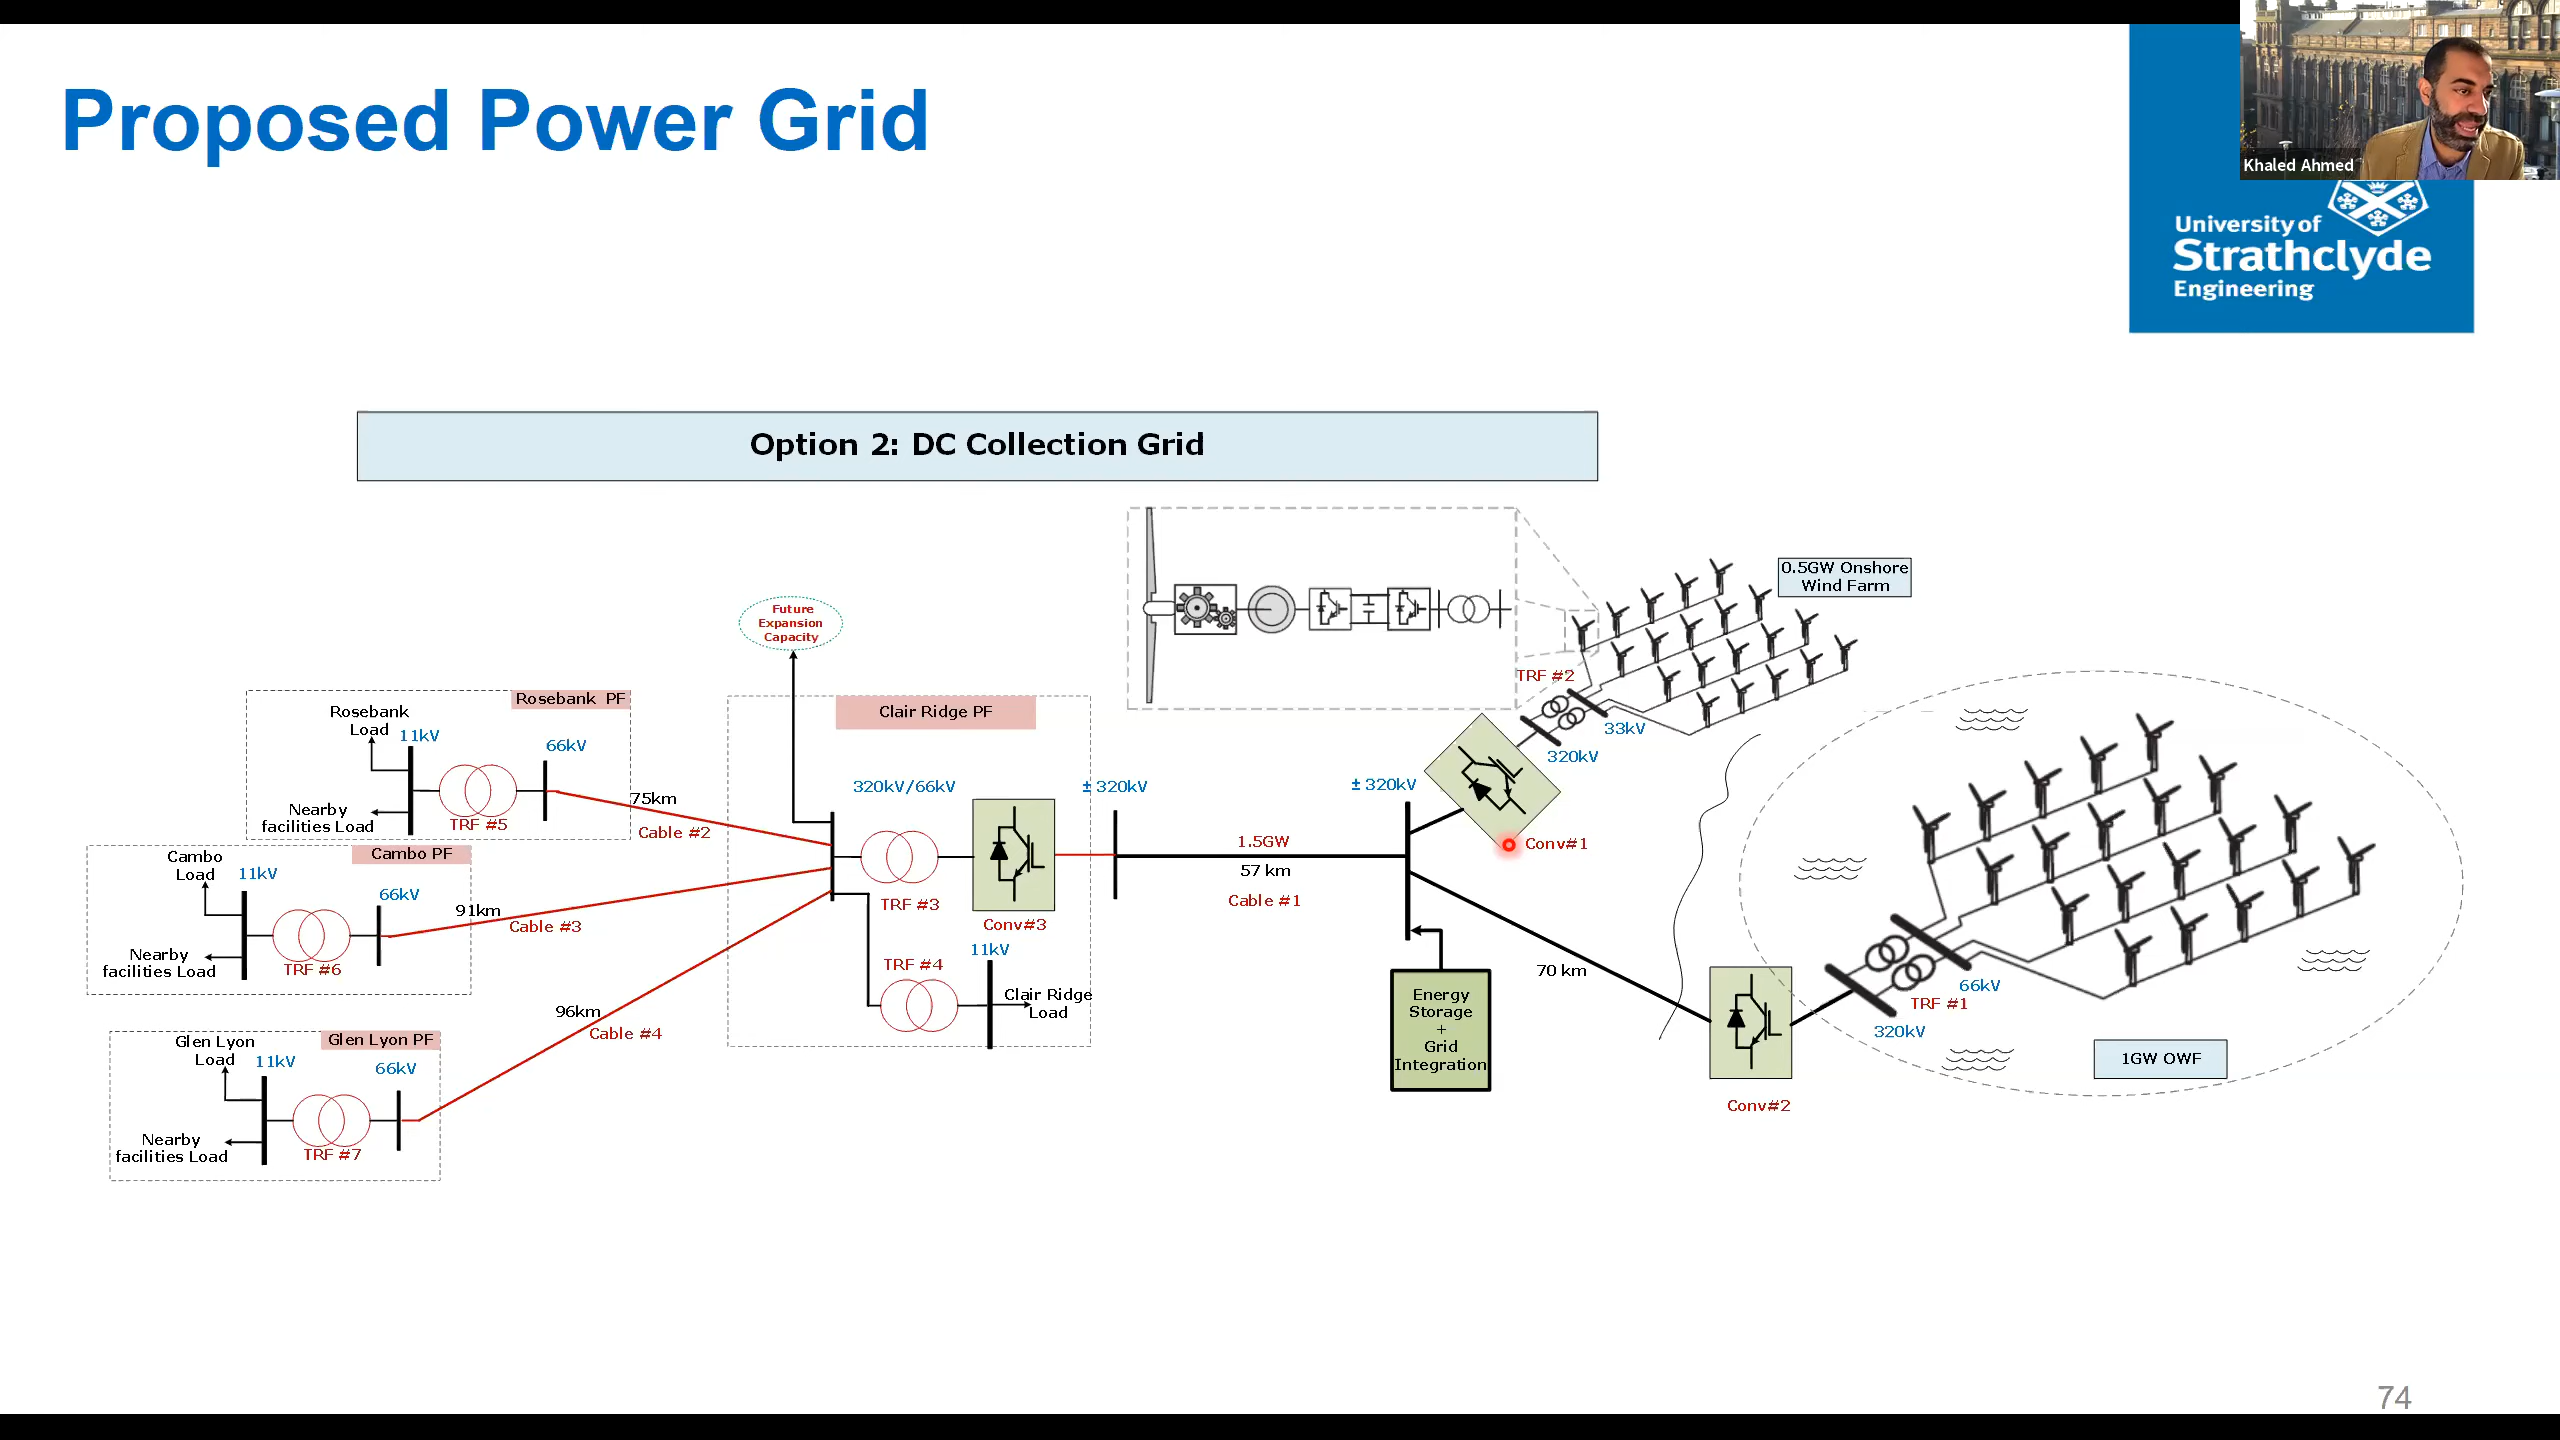 Proposed Power Grid
Khaled Ahmed
University of
Strathclyde
Engineering
Option 2: DC Collection Grid
0.5GW Onshore
Wind Farm
Future
Expansion
Capacity
TRF #2
33kV
320kV
Rosebank PF
Rosebank
Load
11kV
66kV
Nearby
facilities Load
TRF #5
75km
Cable #2
Clair Ridge PF
320kV/66kV
± 320kV
± 320kV
TRF #3
Conv#3
1.5GW
57 km
Cable #1
Conv#1
Cambo PF
Cambo
Load
11kV
66kV
Nearby
facilities Load
TRF #6
91km
Cable #3
TRF #4
11kV
Clair Ridge
Load
Energy
Storage
+
Grid
Integration
70 km
Conv#2
66kV
TRF #1
320kV
1GW OWF
96km
Cable #4
Glen Lyon PF
Glen Lyon
Load
11kV
66kV
Nearby
facilities Load
TRF #7
74